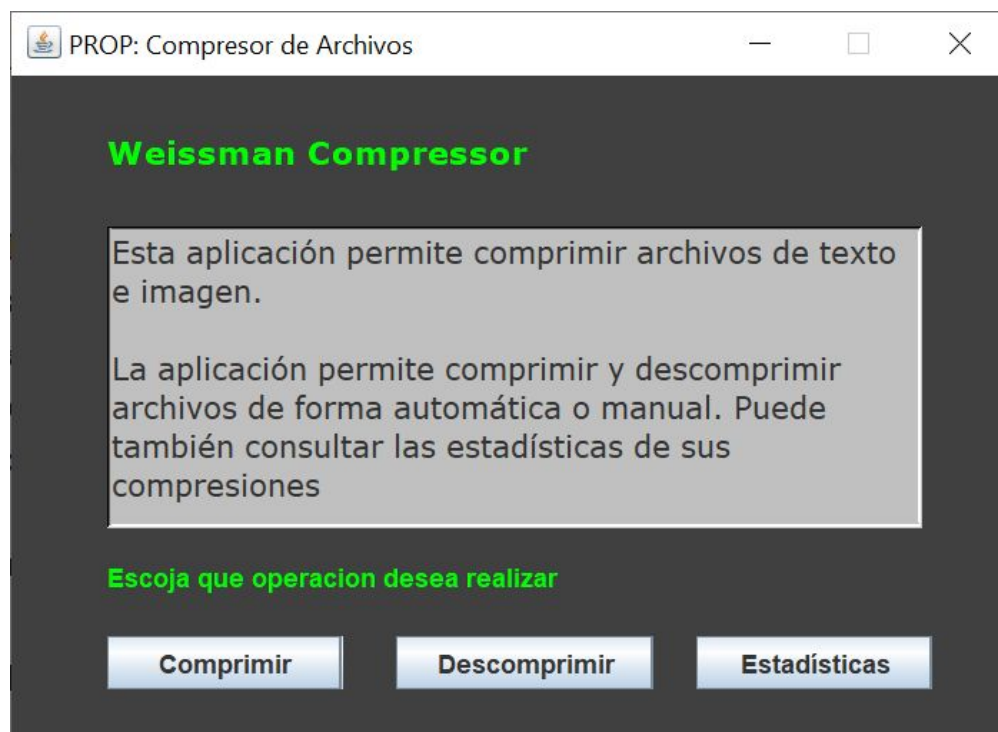 PROP: Compresor de Archivos
Weissman Compressor
Esta aplicación permite comprimir archivos de texto
e imagen.
La aplicación permite comprimir y descomprimir
archivos de forma automática o manual. Puede
también consultar las estadísticas de sus
compresiones
Escoja que operacion desea realizar
Comprimir Descomprimir Estadísticas